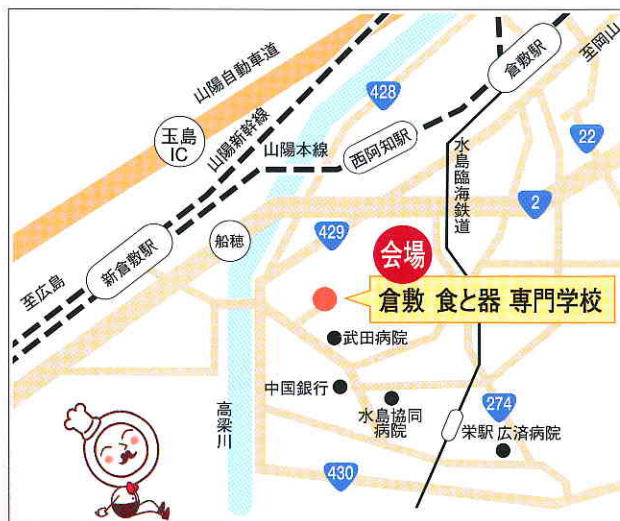 山陽自動車道
428
倉敷駅
至岡山
玉島
IC
山陽新幹線
山陽本線
西阿知駅
水島臨海鉄道
22
2
船穂
429
会場
新倉敷駅
至広島
倉敷 食と器 専門学校
武田病院
中国銀行
水島協同
病院
274
高梁川
栄駅
広済病院
430